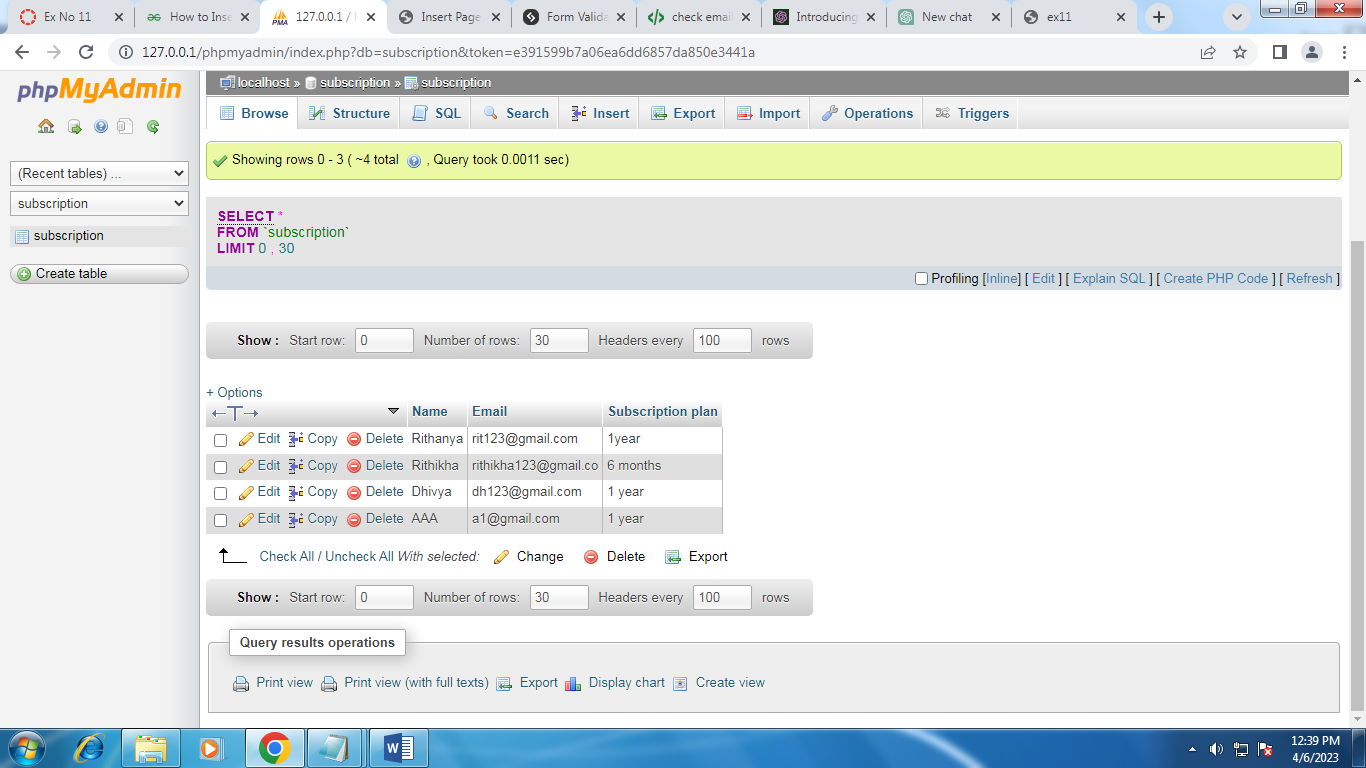 Ex No 11
How to Inse
127.0.0.1 / 
Insert Page
Form Valida
check email
Introducing
New chat
ex11
127.0.0.1/phpmyadmin/index.php?db=subscription&token=e391599b7a06ea6dd6857da850e3441a
phpMyAdmin
(Recent tables) ...
subscription
subscription
Create table
localhost » subscription » subscription
Browse Structure SQL Search Insert Export Import Operations Triggers
Showing rows 0 - 3 ( ~4 total , Query took 0.0011 sec)
SELECT *
FROM `subscription`
LIMIT 0 , 30
Profiling [Inline] [ Edit ] [ Explain SQL ] [ Create PHP Code ] [ Refresh ]
Show : Start row: 0 Number of rows: 30 Headers every 100 rows
+ Options
←T→ Name Email Subscription plan
Edit Copy Delete Rithanya rit123@gmail.com 1year
Edit Copy Delete Rithikha rithikha123@gmail.co 6 months
Edit Copy Delete Dhivya dh123@gmail.com 1 year
Edit Copy Delete AAA a1@gmail.com 1 year
Check All / Uncheck All With selected: Change Delete Export
Show : Start row: 0 Number of rows: 30 Headers every 100 rows
Query results operations
Print view Print view (with full texts) Export Display chart Create view
12:39 PM
4/6/2023